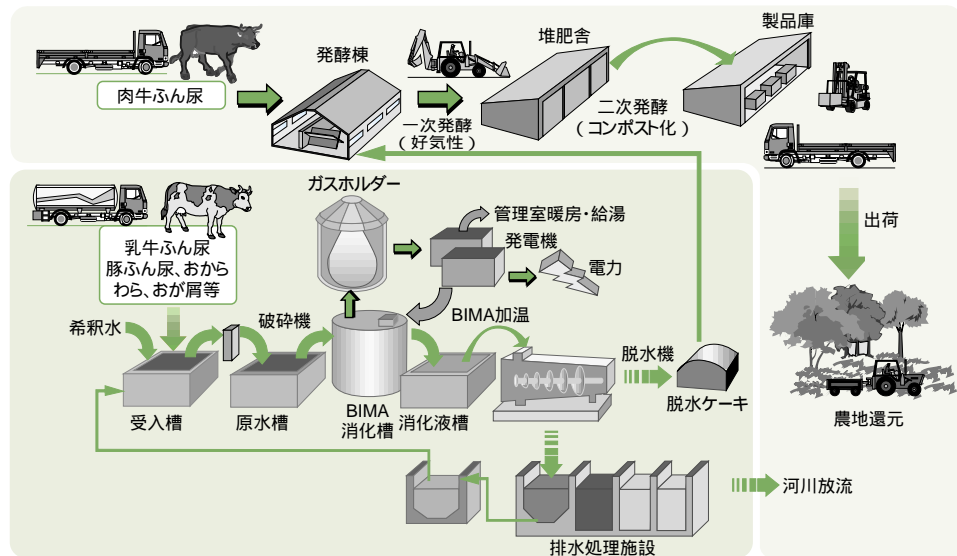 肉牛ふん尿
発酵棟
一次発酵
(好気性)
堆肥舎
二次発酵
(コンポスト化)
製品庫
出荷
農地還元
乳牛ふん尿
豚ふん尿、おから
わら、おが屑等
希釈水
受入槽
破砕機
原水槽
ガスホルダー
管理室暖房・給湯
発電機
電力
BIMA加温
BIMA
消化槽
消化液槽
脱水機
脱水ケーキ
排水処理施設
河川放流